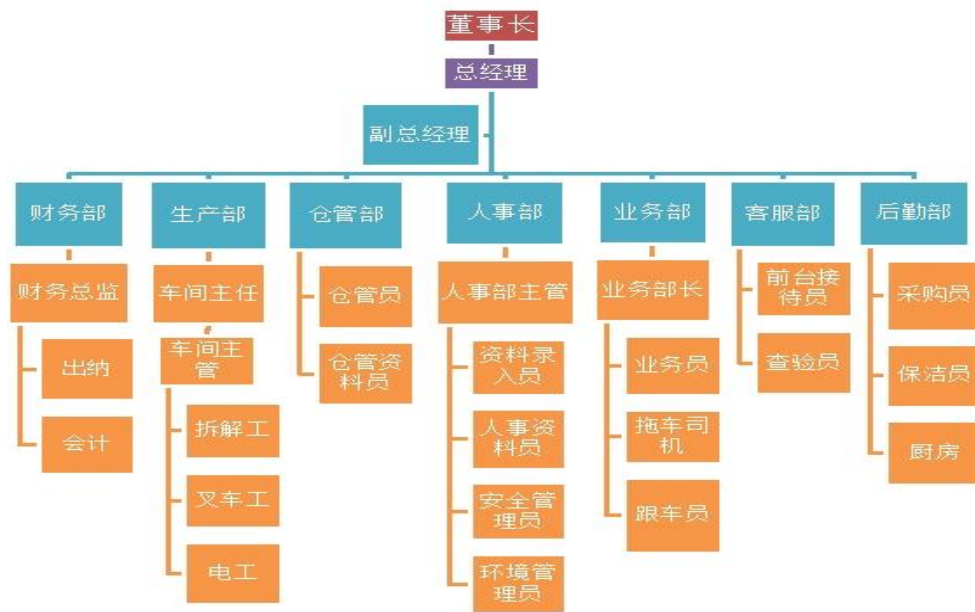 董事长
总经理
副总经理
财务部
生产部
仓管部
人事部
业务部
客服部
后勤部
财务总监
出纳
会计
车间主任
车间主
管
拆解工
叉车工
电工
仓管员
仓管资
料员
人事部主管
资料录
入员
人事资
料员
安全管
理员
环境管
理员
业务部长
业务员
拖车司
机
跟车员
前台接
待员
查验员
采购员
保洁员
厨房